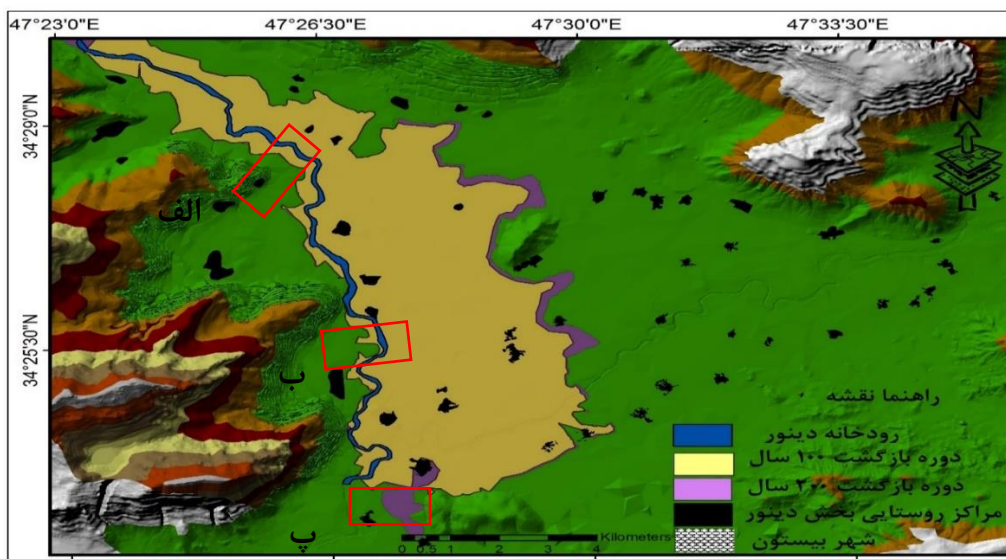 47°23'0"E 47°26'30"E 47°30'0"E 47°33'30"E
34°29'0"N
34°25'30"N
N
الف
ب
پ
راهنما نقشه
رودخانه دینور
دوره بازگشت ۱۰۰ سال
دوره بازگشت ۲۰۰ سال
مراکز روستایی بخش دینور
شهر بیستون
Kilometers
0 0.5 1 2 3 4